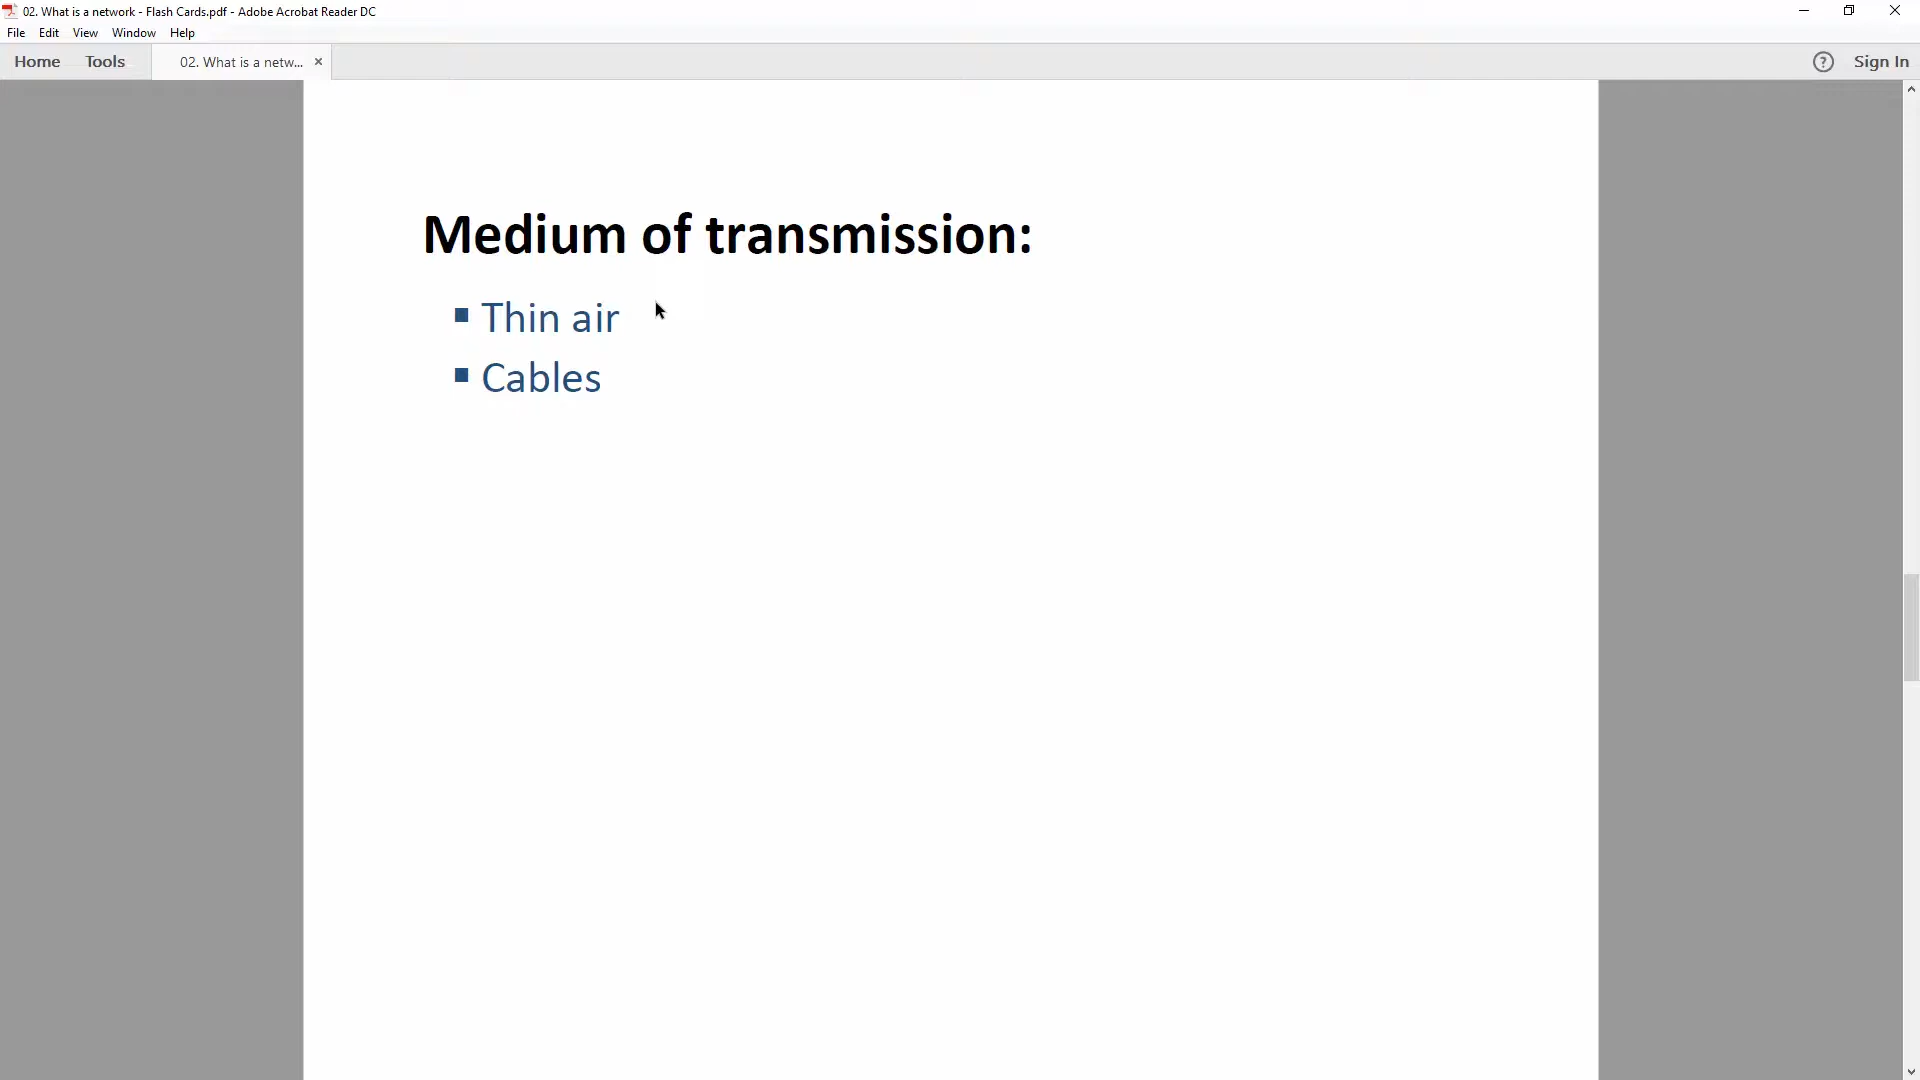 02. What is a network - Flash Cards.pdf - Adobe Acrobat Reader DC
File Edit View Window Help
Home Tools 02. What is a netw... × ? Sign In
Medium of transmission:
▪ Thin air
▪ Cables